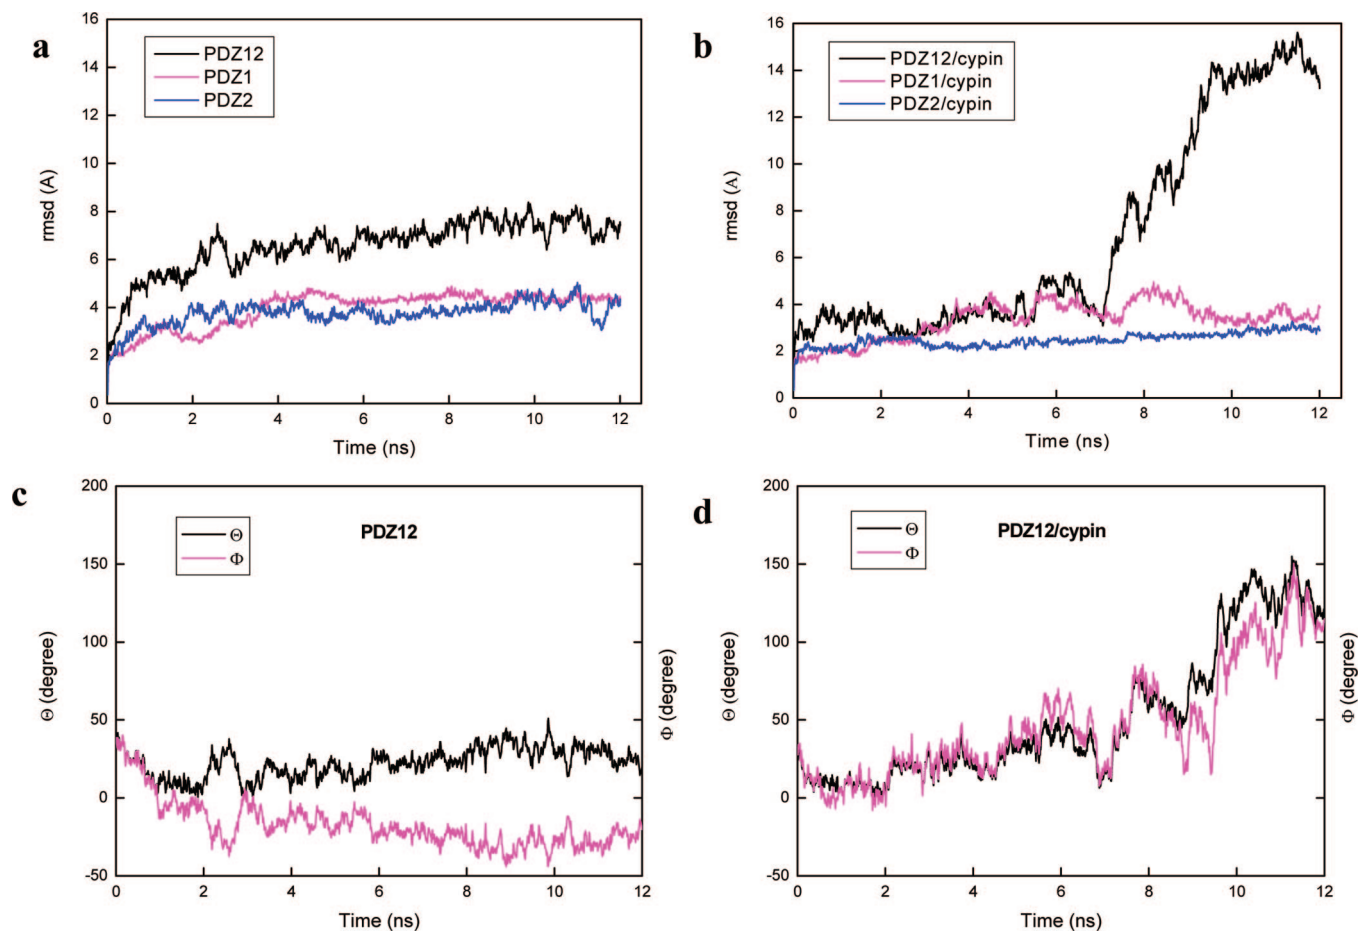 a
16
14
12
10
8
6
4
2
0
rmsd (A)
PDZ12
PDZ1
PDZ2
0 2 4 6 8 10 12
Time (ns)
b
16
14
12
10
8
6
4
2
0
rmsd (A)
PDZ12/cypin
PDZ1/cypin
PDZ2/cypin
0 2 4 6 8 10 12
Time (ns)
c
200
150
100
50
0
-50
Θ (degree)
Θ
Φ
PDZ12
Φ (degree)
0 2 4 6 8 10 12
Time (ns)
d
200
150
100
50
0
-50
Θ (degree)
Θ
Φ
PDZ12/cypin
Φ (degree)
0 2 4 6 8 10 12
Time (ns)